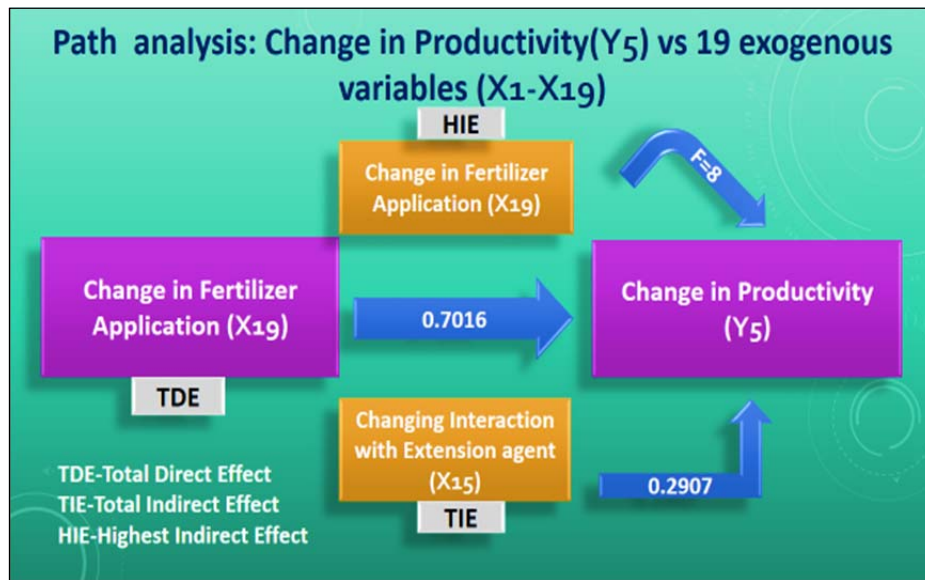 Path analysis: Change in Productivity(Y5) vs 19 exogenous
variables (X1-X19)
HIE
Change in Fertilizer
Application (X19)
F=8
Change in Fertilizer
Application (X19)
TDE
0.7016
Change in Productivity
(Y5)
Changing Interaction
with Extension agent
(X15)
TIE
0.2907
TDE-Total Direct Effect
TIE-Total Indirect Effect
HIE-Highest Indirect Effect